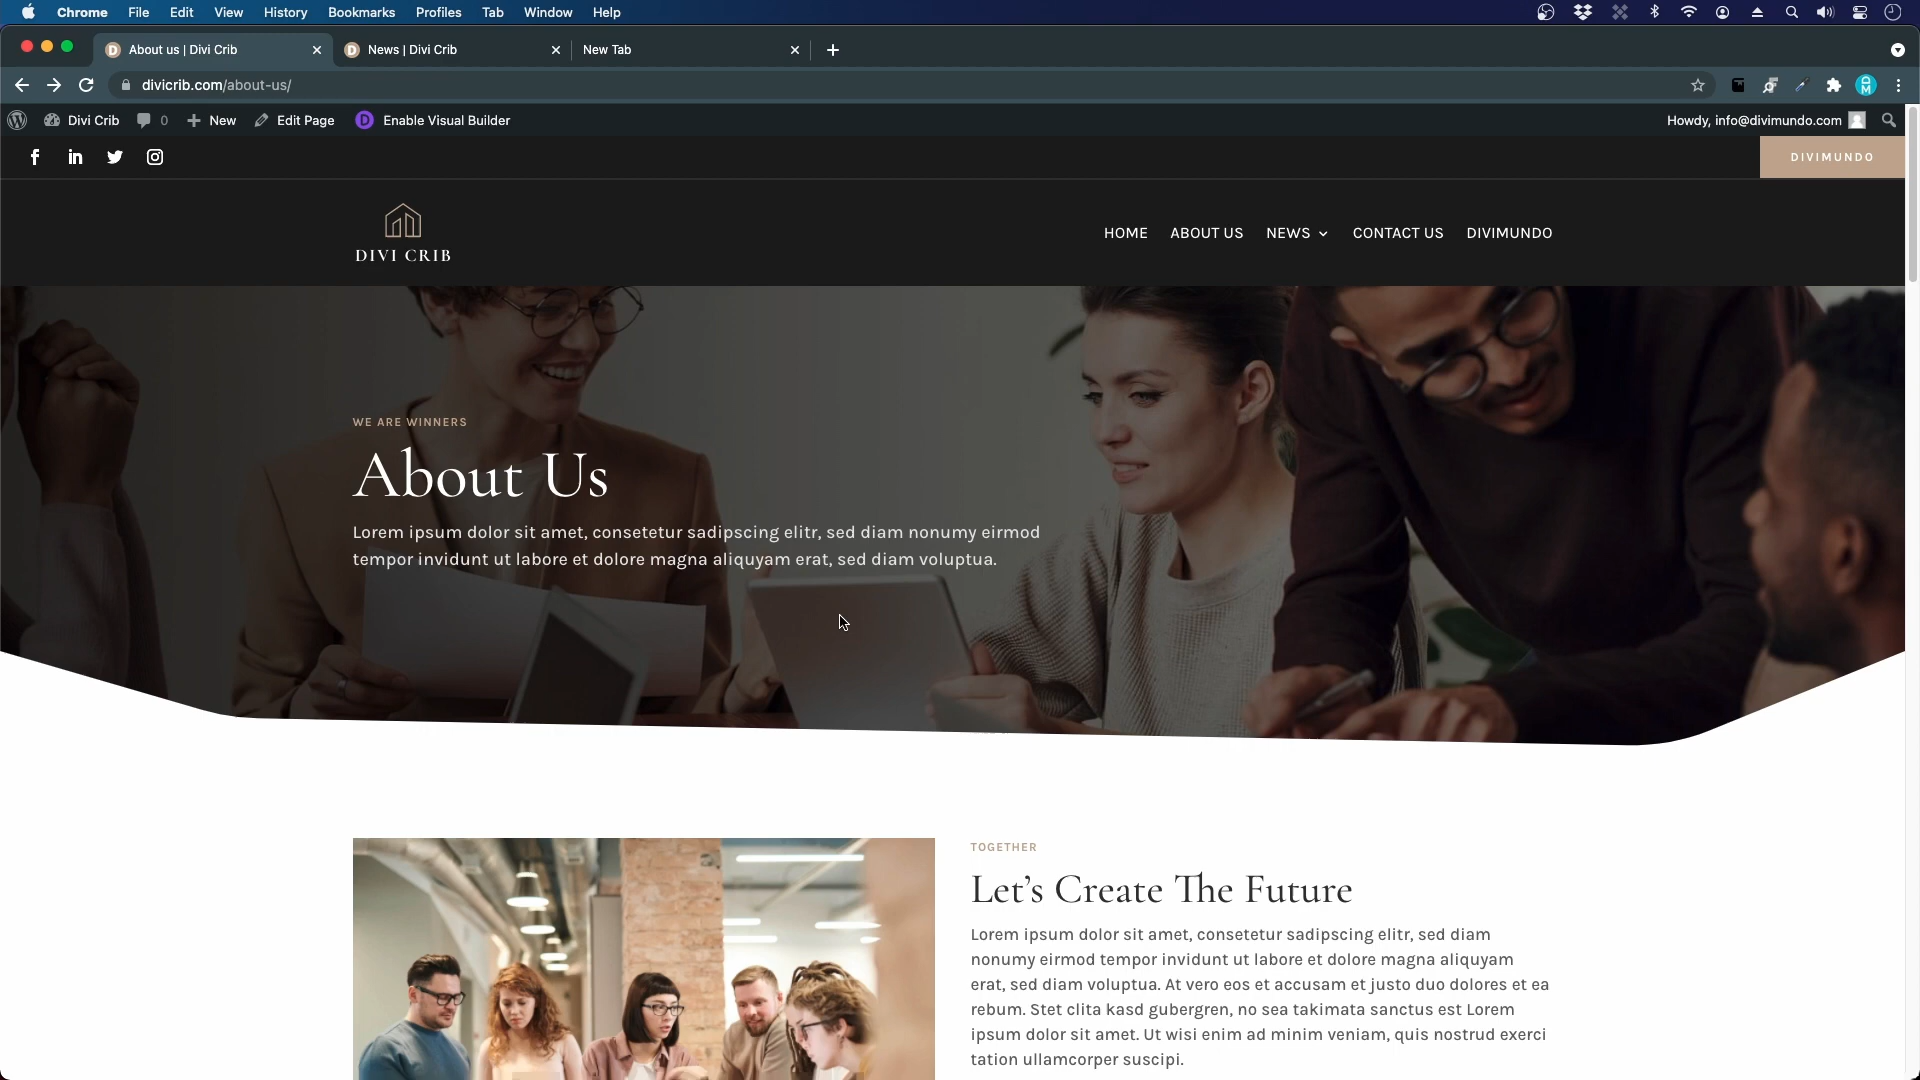 Chrome File Edit View History Bookmarks Profiles Tab Window Help
About us | Divi Crib
News | Divi Crib
New Tab
divicrib.com/about-us/
Divi Crib 0 New Edit Page D Enable Visual Builder
Howdy, info@divimundo.com
DIVIMUNDO
DIVI CRIB
HOME ABOUT US NEWS CONTACT US DIVIMUNDO
WE ARE WINNERS
About Us
Lorem ipsum dolor sit amet, consetetur sadipscing elitr, sed diam nonumy eirmod
tempor invidunt ut labore et dolore magna aliquyam erat, sed diam voluptua.
TOGETHER
Let’s Create The Future
Lorem ipsum dolor sit amet, consetetur sadipscing elitr, sed diam
nonumy eirmod tempor invidunt ut labore et dolore magna aliquyam
erat, sed diam voluptua. At vero eos et accusam et justo duo dolores et ea
rebum. Stet clita kasd gubergren, no sea takimata sanctus est Lorem
ipsum dolor sit amet. Ut wisi enim ad minim veniam, quis nostrud exerci
tation ullamcorper suscipi.